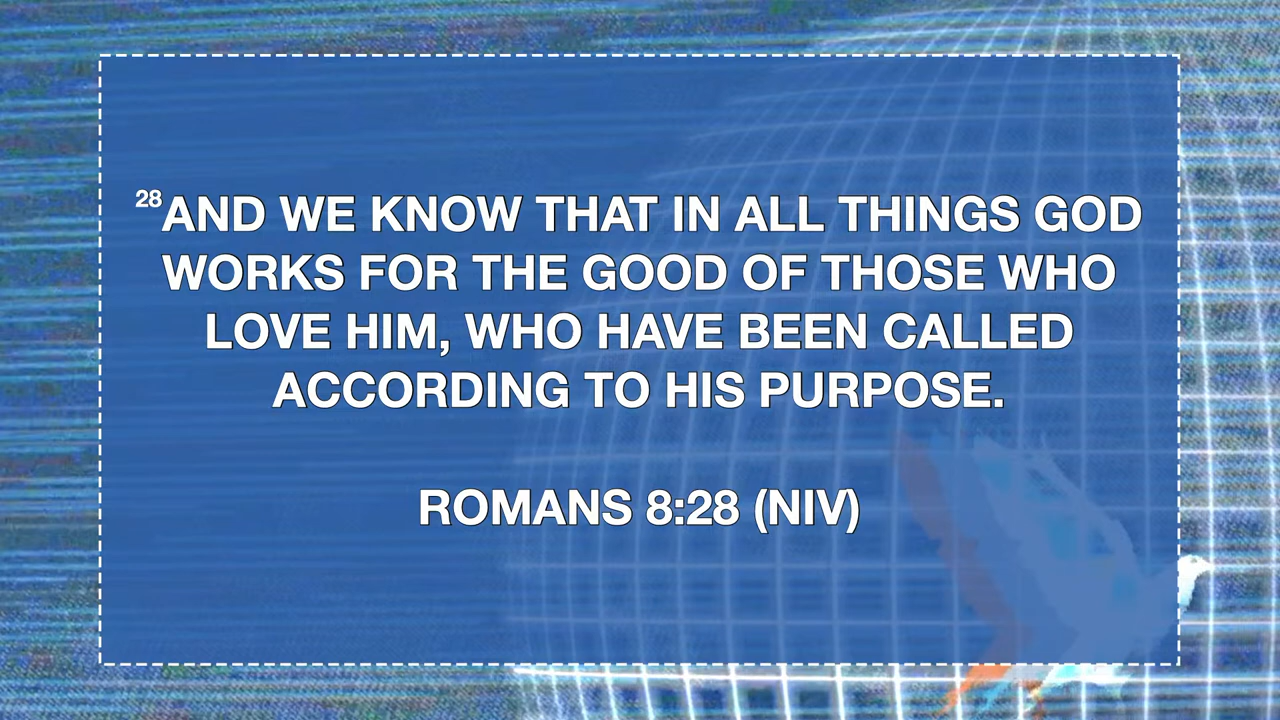 28AND WE KNOW THAT IN ALL THINGS GOD
WORKS FOR THE GOOD OF THOSE WHO
LOVE HIM, WHO HAVE BEEN CALLED
ACCORDING TO HIS PURPOSE.
ROMANS 8:28 (NIV)